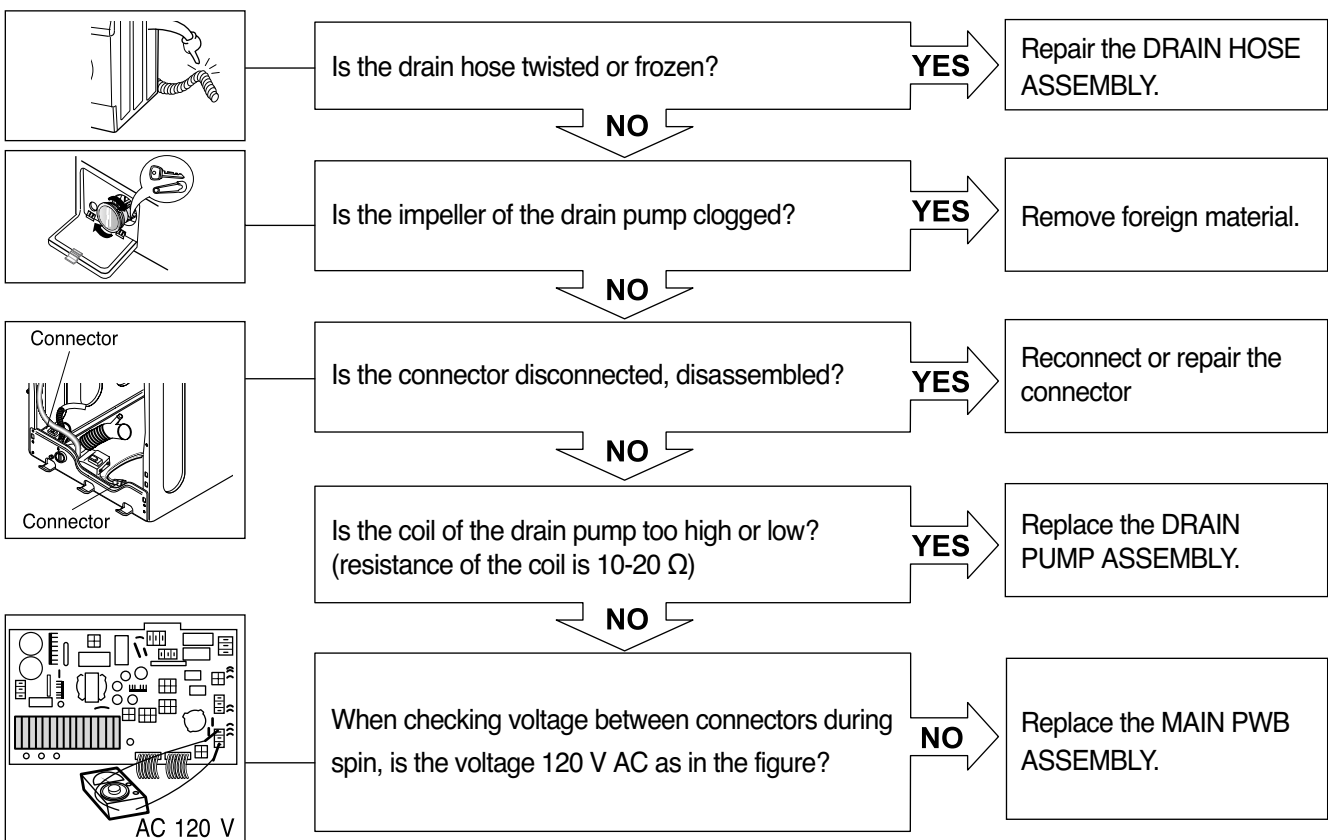 Is the drain hose twisted or frozen?
YES
Repair the DRAIN HOSE
ASSEMBLY.
NO
Is the impeller of the drain pump clogged?
YES
Remove foreign material.
NO
Connector
Connector
Is the connector disconnected, disassembled?
YES
Reconnect or repair the
connector
NO
Is the coil of the drain pump too high or low?
(resistance of the coil is 10-20 Ω)
YES
Replace the DRAIN
PUMP ASSEMBLY.
NO
AC 120 V
When checking voltage between connectors during
spin, is the voltage 120 V AC as in the figure?
NO
Replace the MAIN PWB
ASSEMBLY.